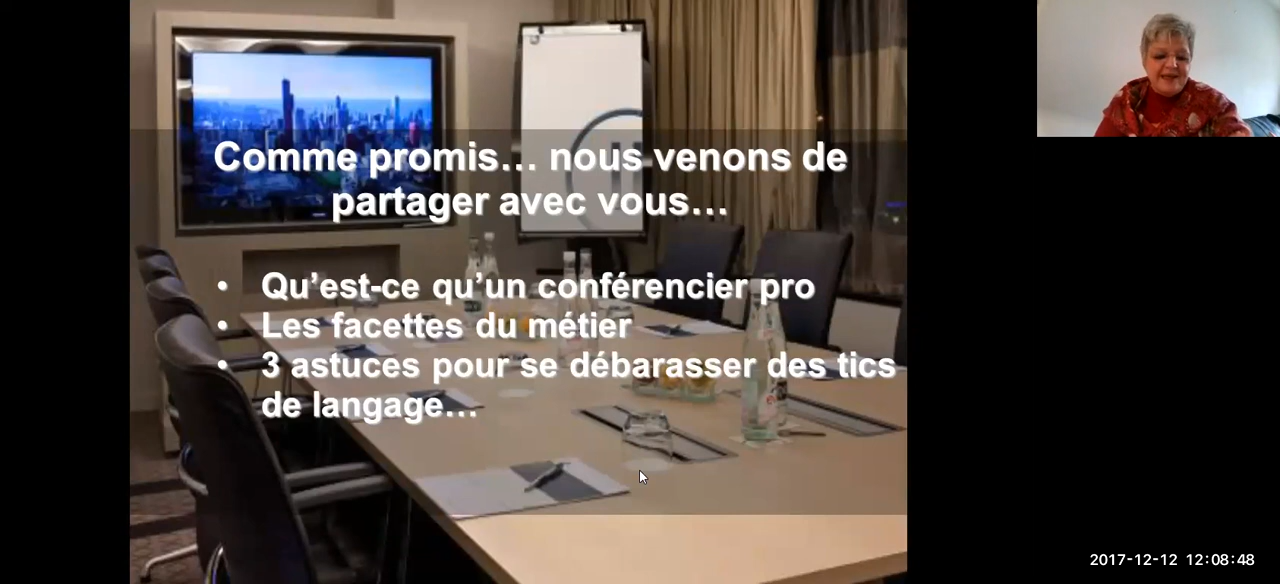 Comme promis... nous venons de
partager avec vous...
• Qu'est-ce qu'un conférencier pro
• Les facettes du métier
• 3 astuces pour se débarasser des tics
de langage...
2017-12-12 12:08:48